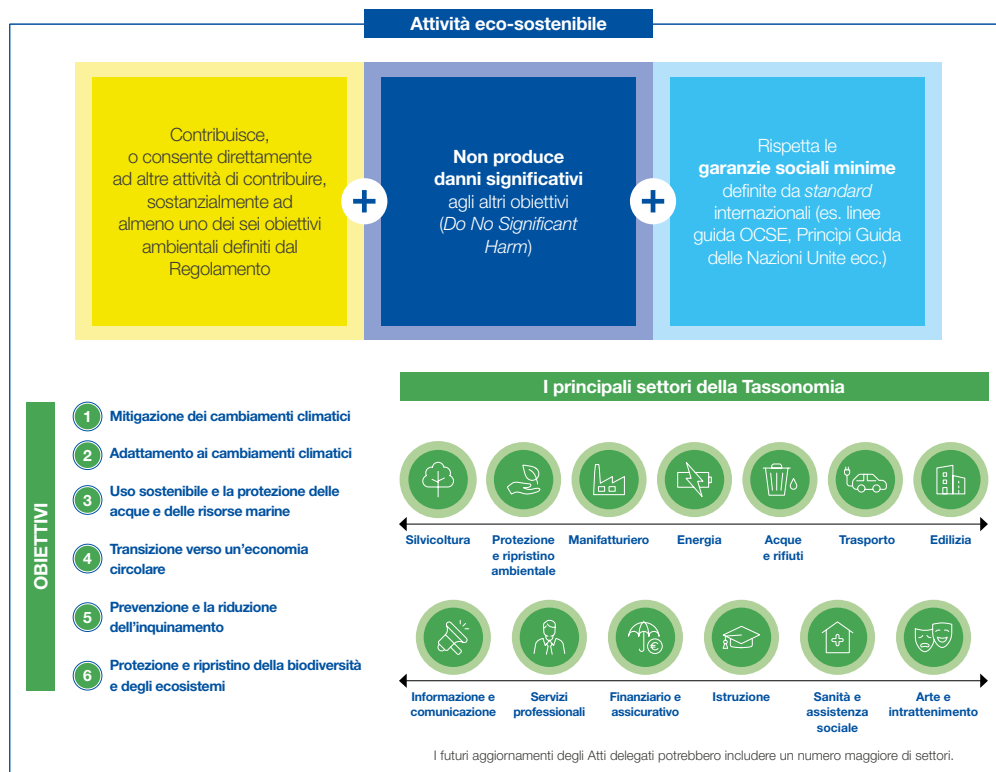 Attività eco-sostenibile
Contribuisce,
o consente direttamente
ad altre attività di contribuire,
sostanzialmente ad
almeno uno dei sei obiettivi
ambientali definiti dal
Regolamento
+
Non produce
danni significativi
agli altri obiettivi
(Do No Significant
Harm)
+
Rispetta le
garanzie sociali minime
definite da standard
internazionali (es. linee
guida OCSE, Principi Guida
delle Nazioni Unite ecc.)
OBIETTIVI
1 Mitigazione dei cambiamenti climatici
2 Adattamento ai cambiamenti climatici
3 Uso sostenibile e la protezione delle
acque e delle risorse marine
4 Transizione verso un'economia
circolare
5 Prevenzione e la riduzione
dell'inquinamento
6 Protezione e ripristino della biodiversità
e degli ecosistemi
I principali settori della Tassonomia
Silvicoltura
Protezione
e ripristino
ambientale
Manifatturiero
Energia
Acque
e rifiuti
Trasporto
Edilizia
Informazione e
comunicazione
Servizi
professionali
€
Finanziario e
assicurativo
Istruzione
Sanità e
assistenza
sociale
Arte e
intrattenimento
I futuri aggiornamenti degli Atti delegati potrebbero includere un numero maggiore di settori.